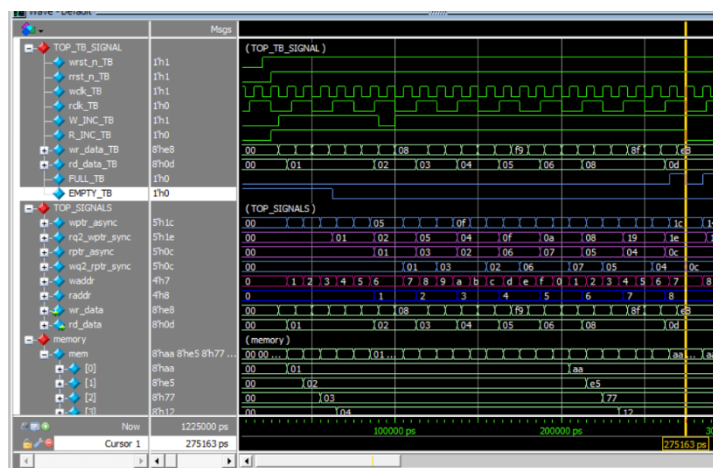 Wave - Default
Msgs
TOP_TB_SIGNAL (TOP_TB_SIGNAL)
wrst_n_TB 1'h1
rrst_n_TB 1'h1
wclk_TB 1'h1
rclk_TB 1'h0
W_INC_TB 1'h1
R_INC_TB 1'h0
wr_data_TB 8'he8 00 08 f9 8f e8
rd_data_TB 8'h0d 00 01 02 03 04 05 06 08 0d
FULL_TB 1'h0
EMPTY_TB 1'h0
TOP_SIGNALS (TOP_SIGNALS)
wptr_async 5'h1c 00 05 0f 1c
rq2_wptr_sync 5'h1e 00 01 02 05 04 0f 0a 08 19 1e
rptr_async 5'h0c 00 01 03 02 06 07 05 04 0c
wq2_rptr_sync 5'h0c 00 01 03 02 06 07 05 04 0c
waddr 4'h7 0 1 2 3 4 5 6 7 8 9 a b c d e f 0 1 2 3 4 5 6 7 8
raddr 4'h8 0 1 2 3 4 5 6 7 8
wr_data 8'he8 00 08 f9 8f e8
rd_data 8'h0d 00 01 02 03 04 05 06 08 0d
memory (memory)
mem 8'haa 8'he5 8'h77 ... 00 00 ... 01 ... aa ...
[0] 8'haa 00 01 aa
[1] 8'he5 00 02 e5
[2] 8'h77 00 03 77
[3] 8'h12 00 04 12
Now 1225000 ps 100000 ps 200000 ps
Cursor 1 275163 ps 275163 ps